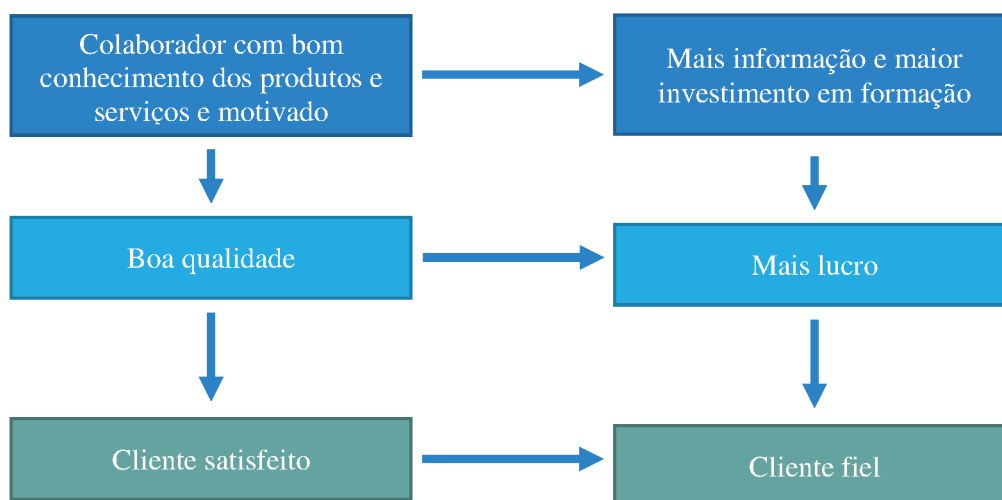 Colaborador com bom
conhecimento dos produtos e
serviços e motivado
Mais informação e maior
investimento em formação
Boa qualidade
Mais lucro
Cliente satisfeito
Cliente fiel